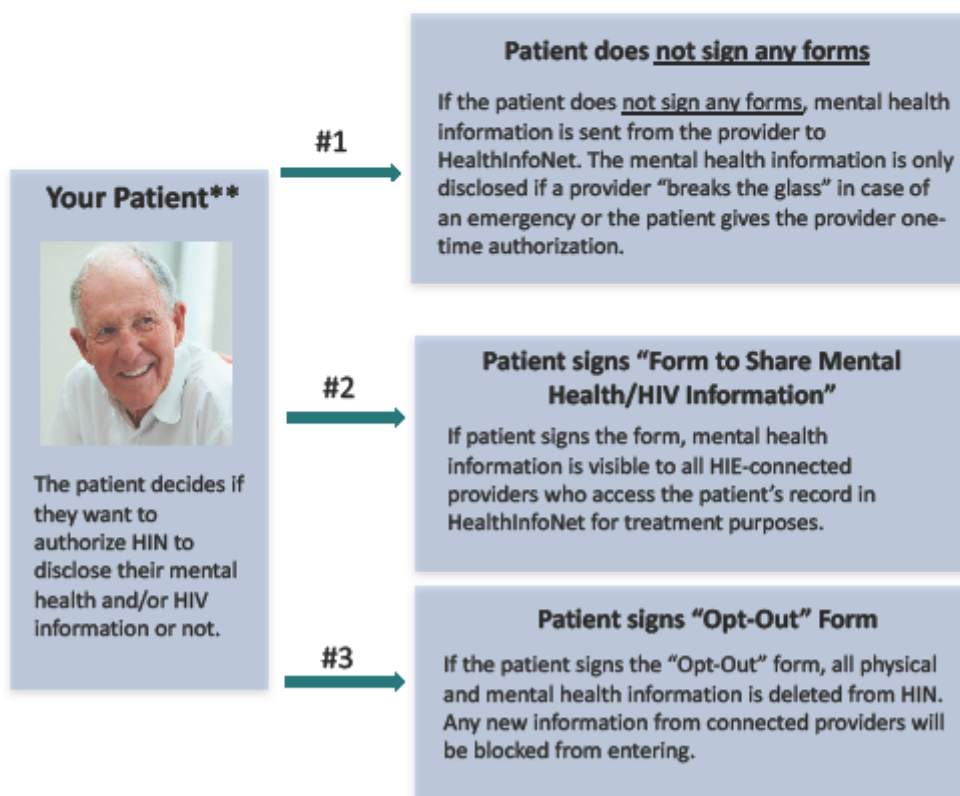 Patient does not sign any forms
If the patient does not sign any forms, mental health
information is sent from the provider to
HealthInfoNet. The mental health information is only
disclosed if a provider “breaks the glass” in case of
an emergency or the patient gives the provider one-
time authorization.
#1
Your Patient**
The patient decides if
they want to
authorize HIN to
disclose their mental
health and/or HIV
information or not.
#2
Patient signs “Form to Share Mental
Health/HIV Information”
If patient signs the form, mental health
information is visible to all HIE-connected
providers who access the patient’s record in
HealthInfoNet for treatment purposes.
#3
Patient signs “Opt-Out” Form
If the patient signs the “Opt-Out” form, all physical
and mental health information is deleted from HIN.
Any new information from connected providers will
be blocked from entering.